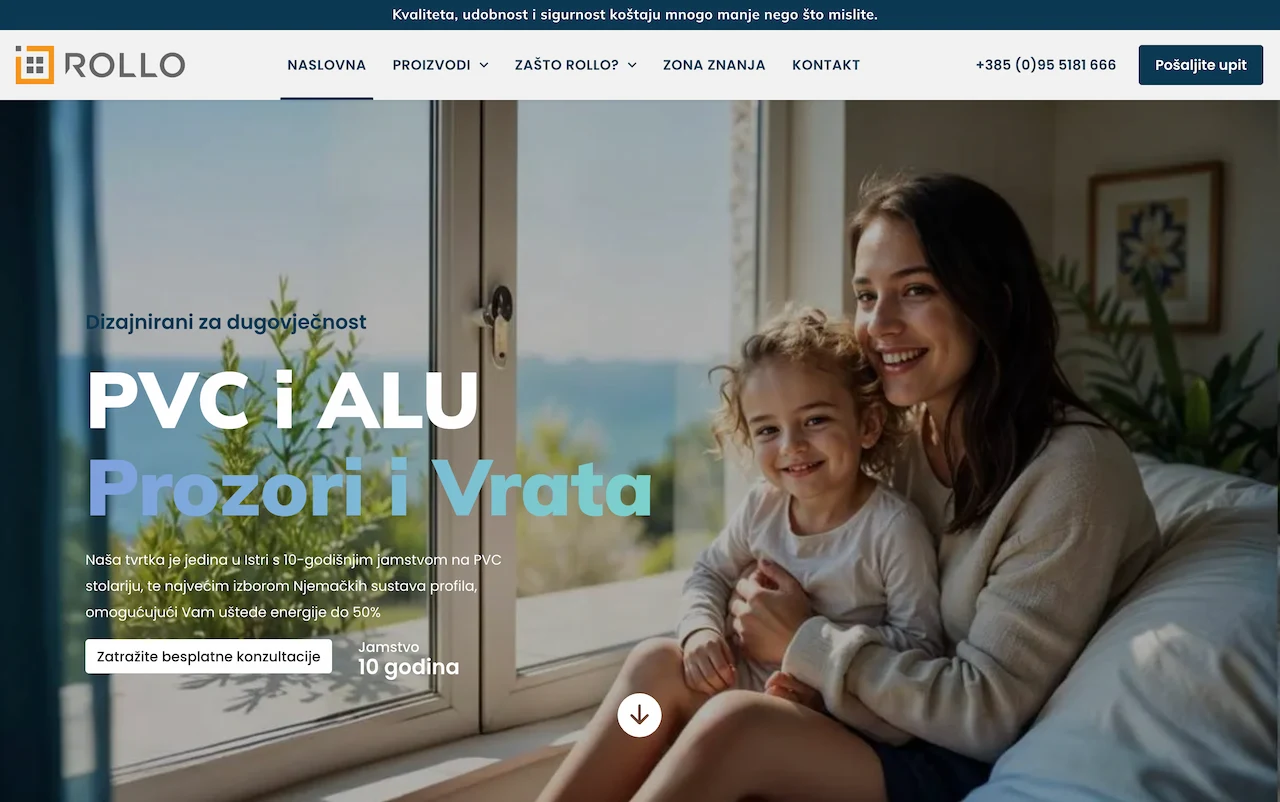 Kvaliteta, udobnost i sigurnost koštaju mnogo manje nego što mislite.
ROLLO
NASLOVNA
PROIZVODI
ZAŠTO ROLLO?
ZONA ZNANJA
KONTAKT
+385 (0)95 5181 666
Pošaljite upit
Dizajnirani za dugovječnost
PVC i ALU
Prozori i Vrata
Naša tvrtka je jedina u Istri s 10-godišnjim jamstvom na PVC
stolariju, te najvećim izborom Njemačkih sustava profila,
omogućujući Vam uštede energije do 50%
Zatražite besplatne konzultacije
Jamstvo
10 godina